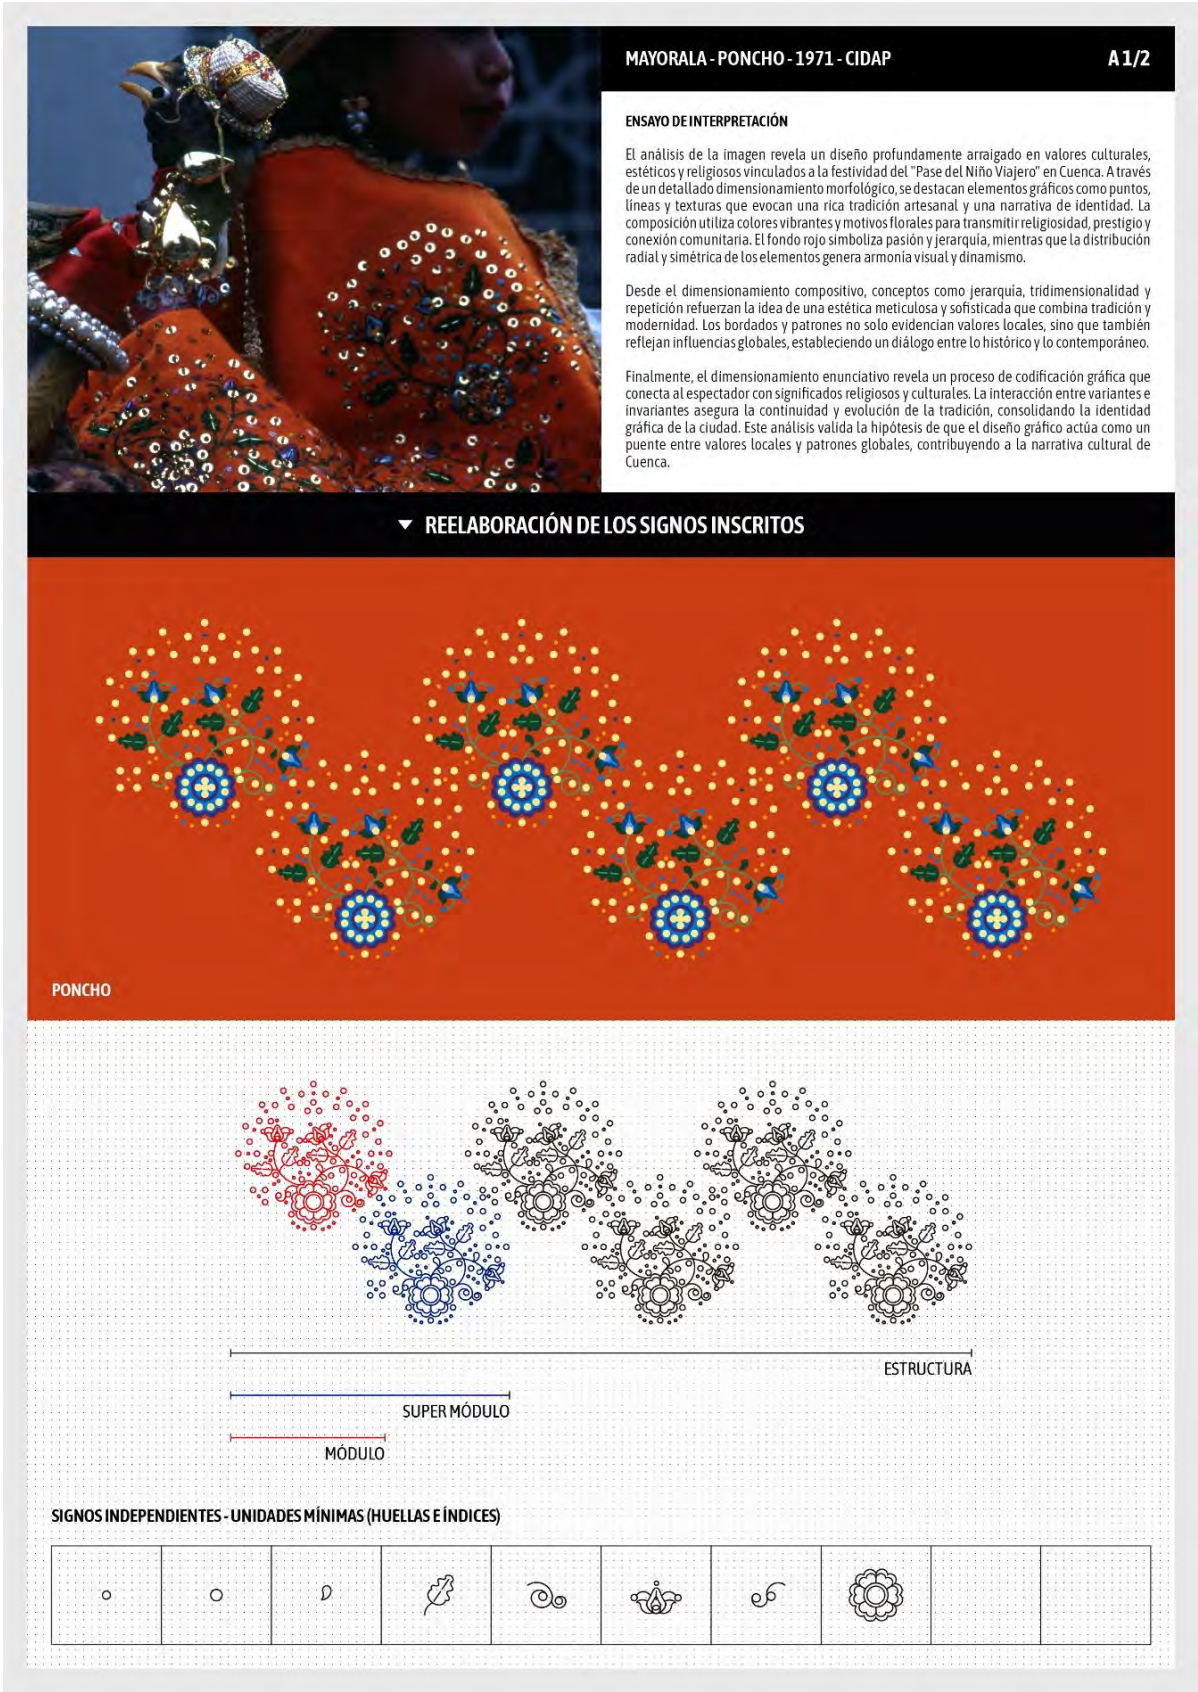 MAYORALA - PONCHO - 1971 - CIDAP
A 1/2
ENSAYO DE INTERPRETACIÓN
El análisis de la imagen revela un diseño profundamente arraigado en valores culturales,
estéticos y religiosos vinculados a la festividad del "Pase del Niño Viajero" en Cuenca. A través
de un detallado dimensionamiento morfológico, se destacan elementos gráficos como puntos,
líneas y texturas que evocan una rica tradición artesanal y una narrativa de identidad. La
composición utiliza colores vibrantes y motivos florales para transmitir religiosidad, prestigio y
conexión comunitaria. El fondo rojo simboliza pasión y jerarquía, mientras que la distribución
radial y simétrica de los elementos genera armonía visual y dinamismo.
Desde el dimensionamiento compositivo, conceptos como jerarquía, tridimensionalidad y
repetición refuerzan la idea de una estética meticulosa y sofisticada que combina tradición y
modernidad. Los bordados y patrones no solo evidencian valores locales, sino que también
reflejan influencias globales, estableciendo un diálogo entre lo histórico y lo contemporáneo.
Finalmente, el dimensionamiento enunciativo revela un proceso de codificación gráfica que
conecta al espectador con significados religiosos y culturales. La interacción entre variantes e
invariantes asegura la continuidad y evolución de la tradición, consolidando la identidad
gráfica de la ciudad. Este análisis valida la hipótesis de que el diseño gráfico actúa como un
puente entre valores locales y patrones globales, contribuyendo a la narrativa cultural de
Cuenca.
REELABORACIÓN DE LOS SIGNOS INSCRITOS
PONCHO
ESTRUCTURA
SUPER MÓDULO
MÓDULO
SIGNOS INDEPENDIENTES - UNIDADES MÍNIMAS (HUELLAS E ÍNDICES)